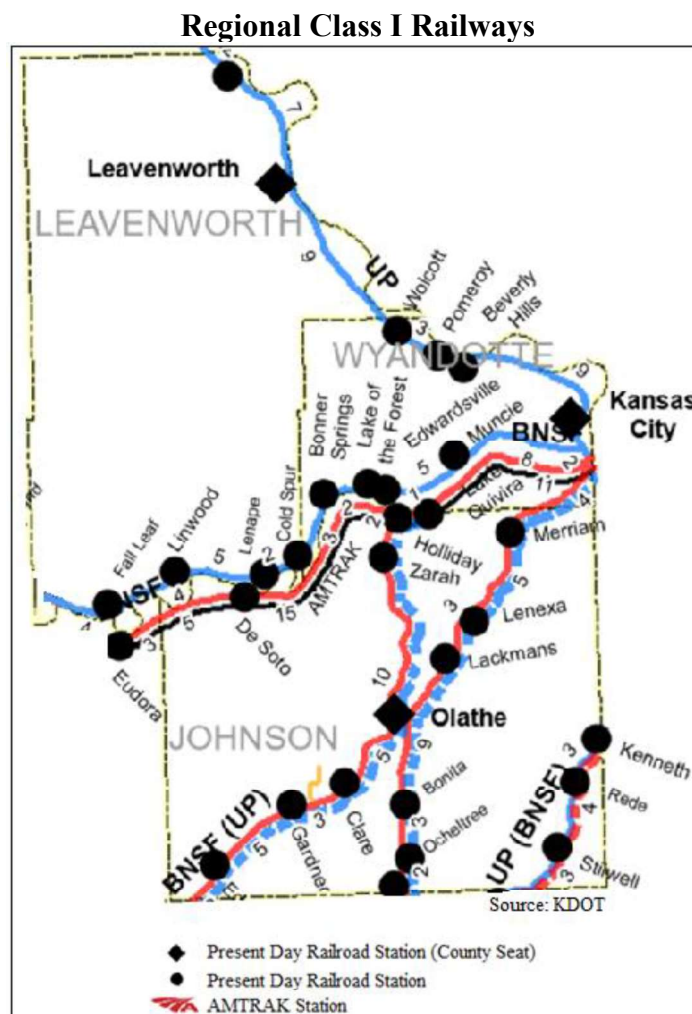 Regional Class I Railways
7
Leavenworth
LEAVENWORTH
9
UP
Wolcott
3
Pomeroy
Beverly
Hills
WYANDOTTE
9
Kansas
City
Bonner
Springs
Lake of
the Forest
Edwardsville
Muncie
BNSF
5
1
8
2
11
Lake
Quivira
4
Merriam
2
2
3
Holliday
Zarah
AMTRAK
Cold Spur
Lenape
2
Linwood
5
4
Fall Leaf
4
3
5
De Soto
15
Eudora
5
3
Lenexa
Lackmans
10
Olathe
JOHNSON
5
9
Bonita
3
Ocheltree
2
Clare
3
Gardner
5
BNSF (UP)
UP (BNSF)
3
Kenneth
Rede
4
Stilwell
3
Source: KDOT
Present Day Railroad Station (County Seat)
Present Day Railroad Station
AMTRAK Station